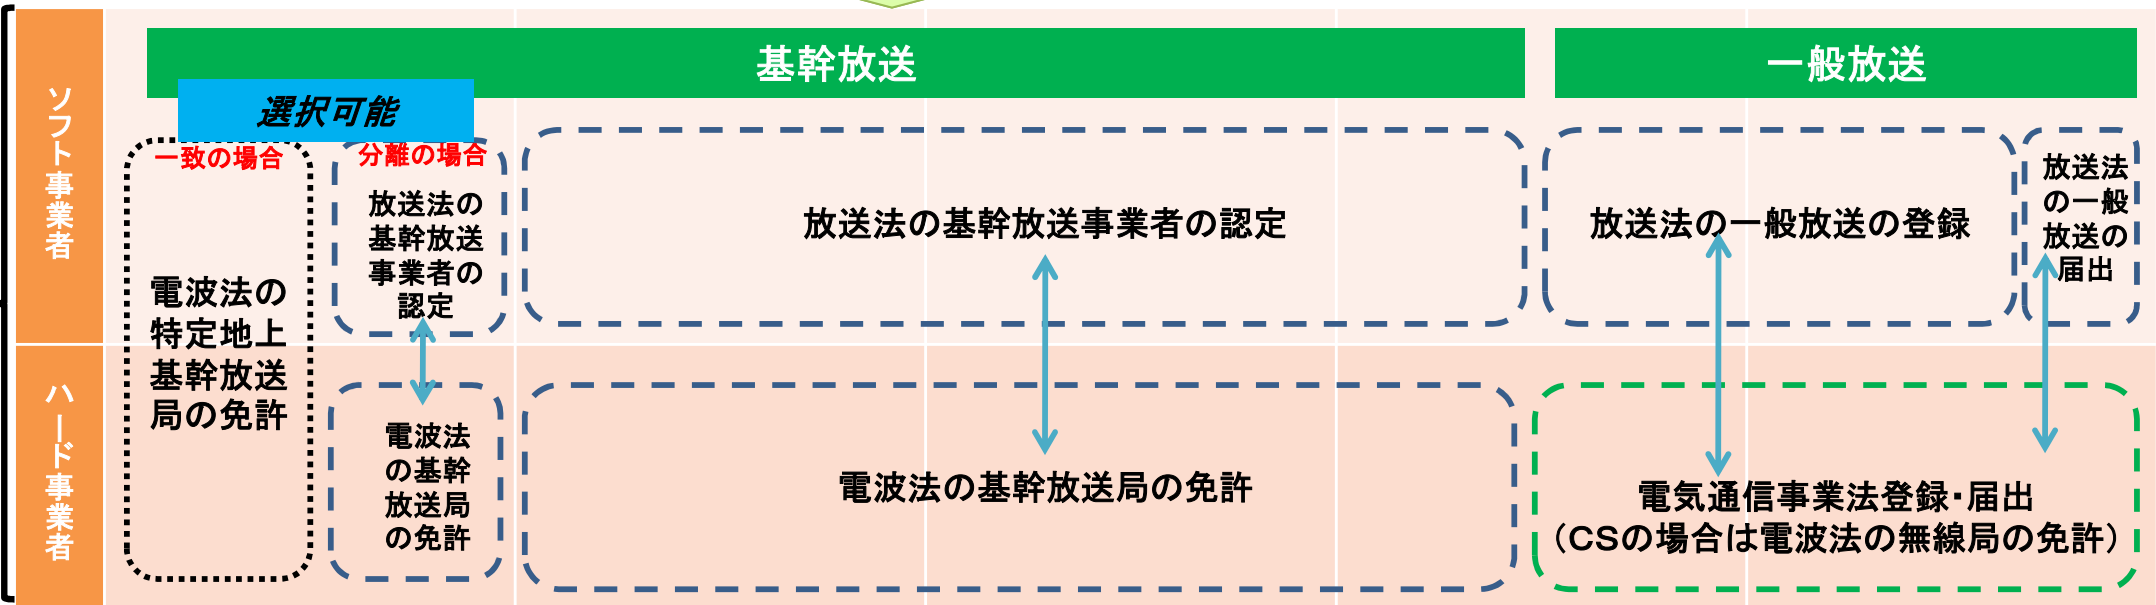 基幹放送
一般放送
選択可能
ソフト事業者
一致の場合
分離の場合
放送法の
基幹放送
事業者の
認定
放送法の基幹放送事業者の認定
放送法の一般放送の登録
放送法
の一般
放送の
届出
電波法の
特定地上
基幹放送
局の免許
ハード事業者
電波法
の基幹
放送局
の免許
電波法の基幹放送局の免許
電気通信事業法登録・届出
（CSの場合は電波法の無線局の免許）